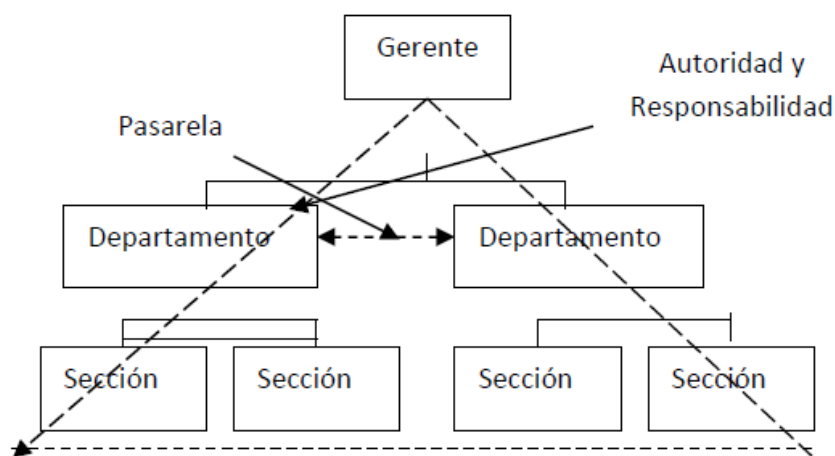 Gerente
Autoridad y
Responsabilidad
Pasarela
Departamento
Departamento
Sección
Sección
Sección
Sección